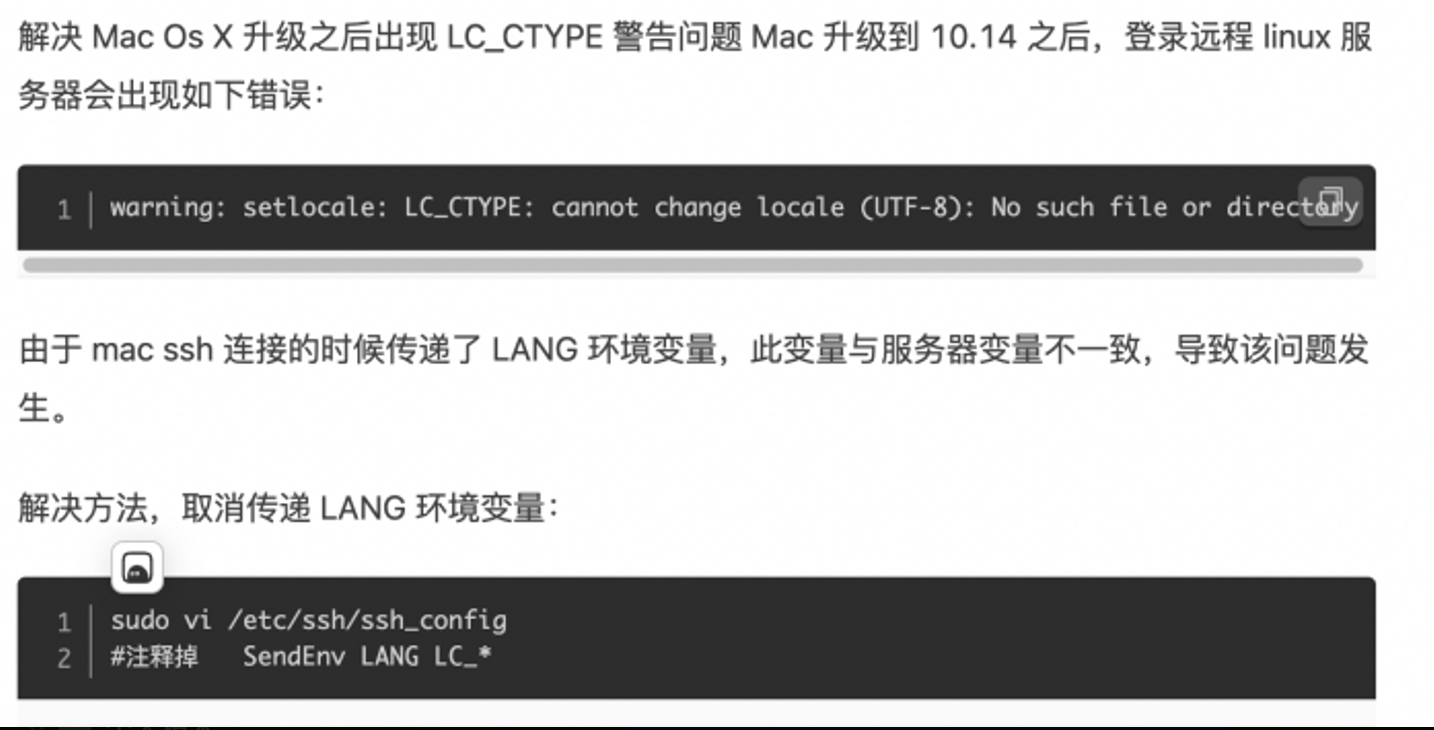 解决 Mac Os X 升级之后出现 LC_CTYPE 警告问题 Mac 升级到 10.14 之后，登录远程 linux 服
务器会出现如下错误：
1 warning: setlocale: LC_CTYPE: cannot change locale (UTF-8): No such file or directory
由于 mac ssh 连接的时候传递了 LANG 环境变量，此变量与服务器变量不一致，导致该问题发
生。
解决方法，取消传递 LANG 环境变量：
1 sudo vi /etc/ssh/ssh_config
2 #注释掉   SendEnv LANG LC_*